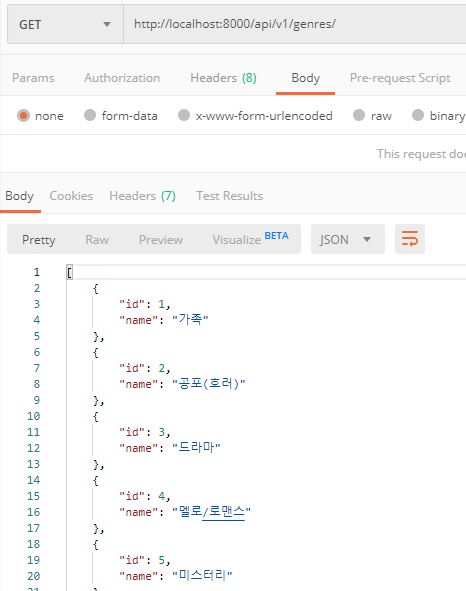 GET http://localhost:8000/api/v1/genres/
Params Authorization Headers (8) Body Pre-request Script
none form-data x-www-form-urlencoded raw binary
This request doe
Body Cookies Headers (7) Test Results
Pretty Raw Preview Visualize BETA JSON
1 [
2 {
3 "id": 1,
4 "name": "가족"
5 },
6 {
7 "id": 2,
8 "name": "공포(호러)"
9 },
10 {
11 "id": 3,
12 "name": "드라마"
13 },
14 {
15 "id": 4,
16 "name": "멜로/로맨스"
17 },
18 {
19 "id": 5,
20 "name": "미스터리"